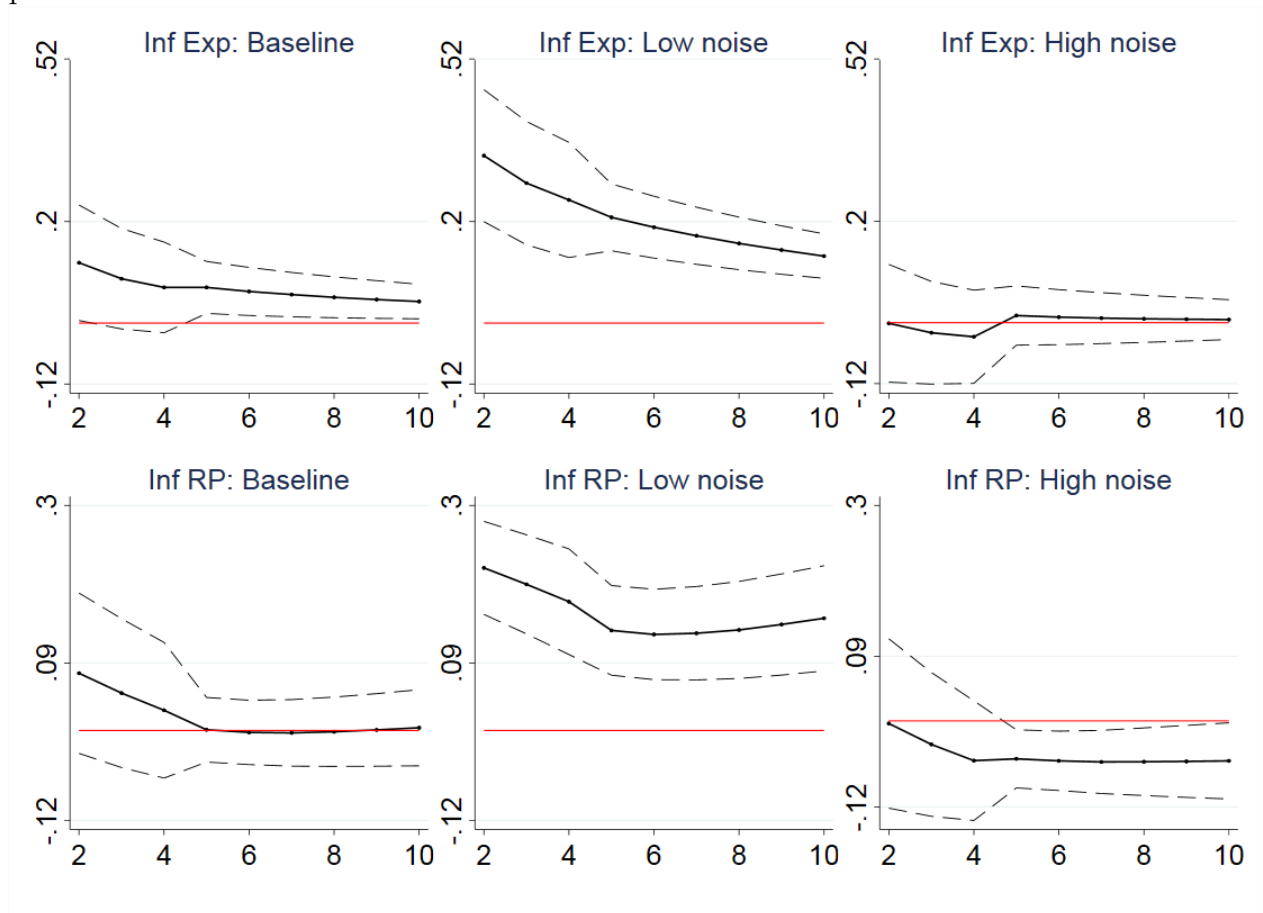 Inf Exp: Baseline Inf Exp: Low noise Inf Exp: High noise
.52 .52 .52
.22 .22 .22
-.12 -.12 -.12
2 4 6 8 10 2 4 6 8 10 2 4 6 8 10
Inf RP: Baseline Inf RP: Low noise Inf RP: High noise
.3 .3 .3
.09 .09 .09
-.12 -.12 -.12
2 4 6 8 10 2 4 6 8 10 2 4 6 8 10